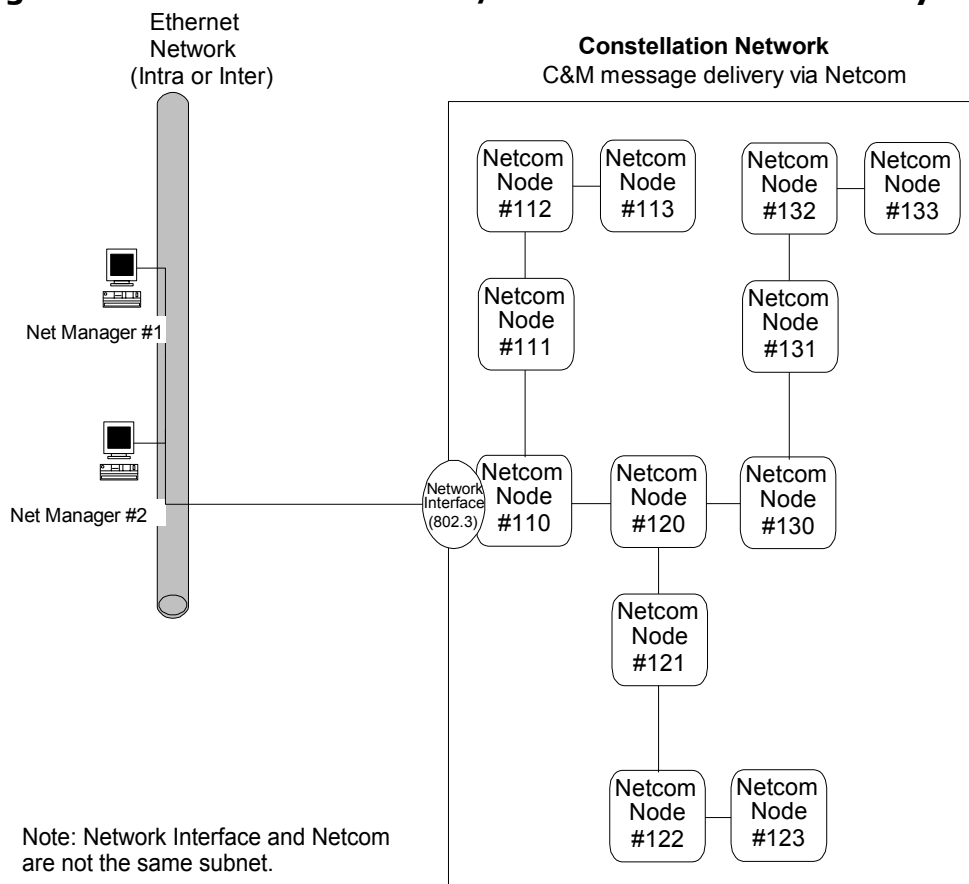 Ethernet
Network
(Intra or Inter)
Constellation Network
C&M message delivery via Netcom
Netcom
Node
#112
Netcom
Node
#113
Netcom
Node
#132
Netcom
Node
#133
Net Manager #1
Netcom
Node
#111
Netcom
Node
#131
Net Manager #2
Network
Interface
(802.3)
Netcom
Node
#110
Netcom
Node
#120
Netcom
Node
#130
Netcom
Node
#121
Netcom
Node
#122
Netcom
Node
#123
Note: Network Interface and Netcom
are not the same subnet.